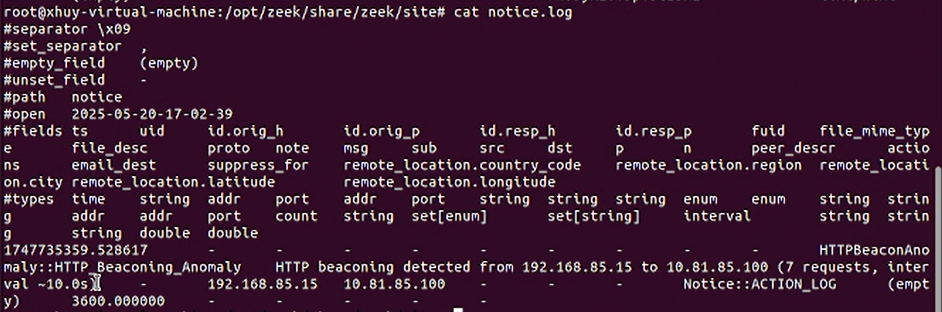 root@xhuy-virtual-machine:/opt/zeek/share/zeek/site# cat notice.log
#separator \x09
#set_separator ,
#empty_field (empty)
#unset_field -
#path notice
#open 2025-05-20-17-02-39
#fields ts uid id.orig_h id.orig_p id.resp_h id.resp_p fuid file_mime_typ
e file_desc proto note msg sub src dst p n peer_descr actio
ns email_dest suppress_for remote_location.country_code remote_location.region remote_locati
on.city remote_location.latitude remote_location.longitude
#types time string addr port addr port string string string enum enum string strin
g addr addr port count string set[enum] set[string] interval string strin
g string double double
1747735359.528617 - - - - - - - - - HTTPBeaconAno
maly::HTTP_Beaconing_Anomaly HTTP beaconing detected from 192.168.85.15 to 10.81.85.100 (7 requests, inter
val ~10.0s) - 192.168.85.15 10.81.85.100 - - - Notice::ACTION_LOG (empt
y) 3600.000000 - - - - -